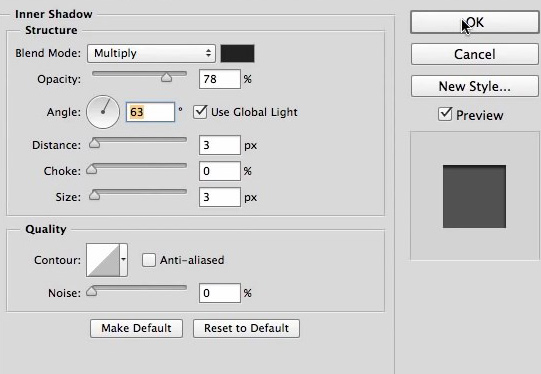 Inner Shadow
Structure
Blend Mode: Multiply
Opacity: 78 %
Angle: 63 ° Use Global Light
Distance: 3 px
Choke: 0 %
Size: 3 px
Quality
Contour: Anti-aliased
Noise: 0 %
Make Default Reset to Default
OK
Cancel
New Style...
Preview